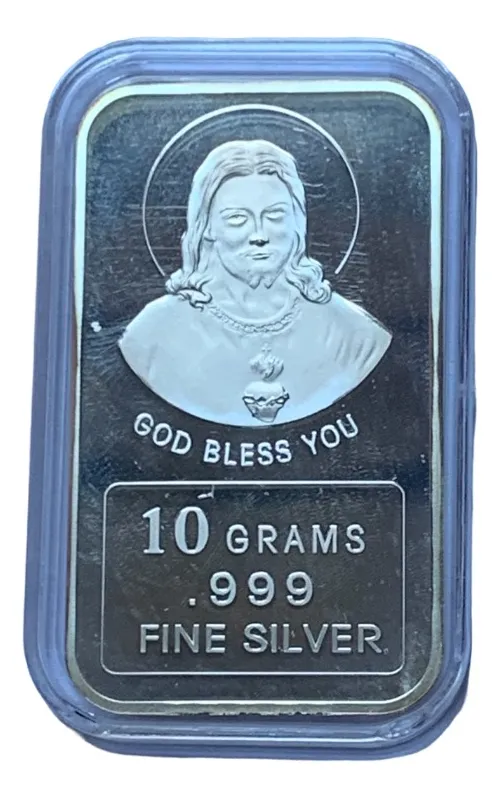 GOD BLESS YOU
10 GRAMS
.999
FINE SILVER